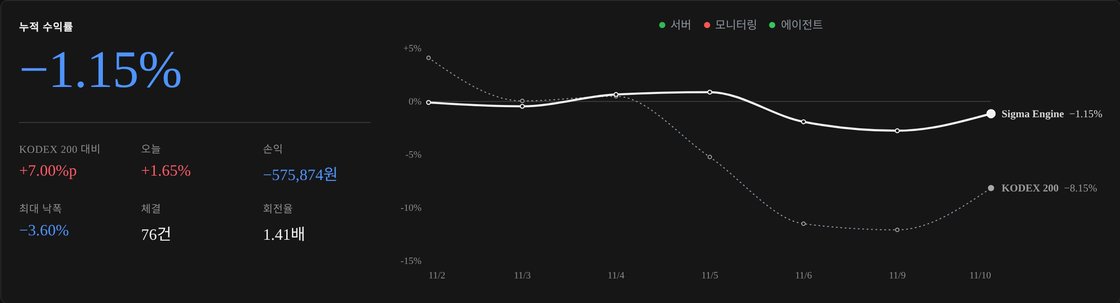 누적 수익률
−1.15%
KODEX 200 대비
오늘
손익
+7.00%p
+1.65%
−575,874원
최대 낙폭
체결
회전율
−3.60%
76건
1.41배
서버
모니터링
에이전트
+5%
0%
-5%
-10%
-15%
11/2
11/3
11/4
11/5
11/6
11/9
11/10
Sigma Engine −1.15%
KODEX 200 −8.15%